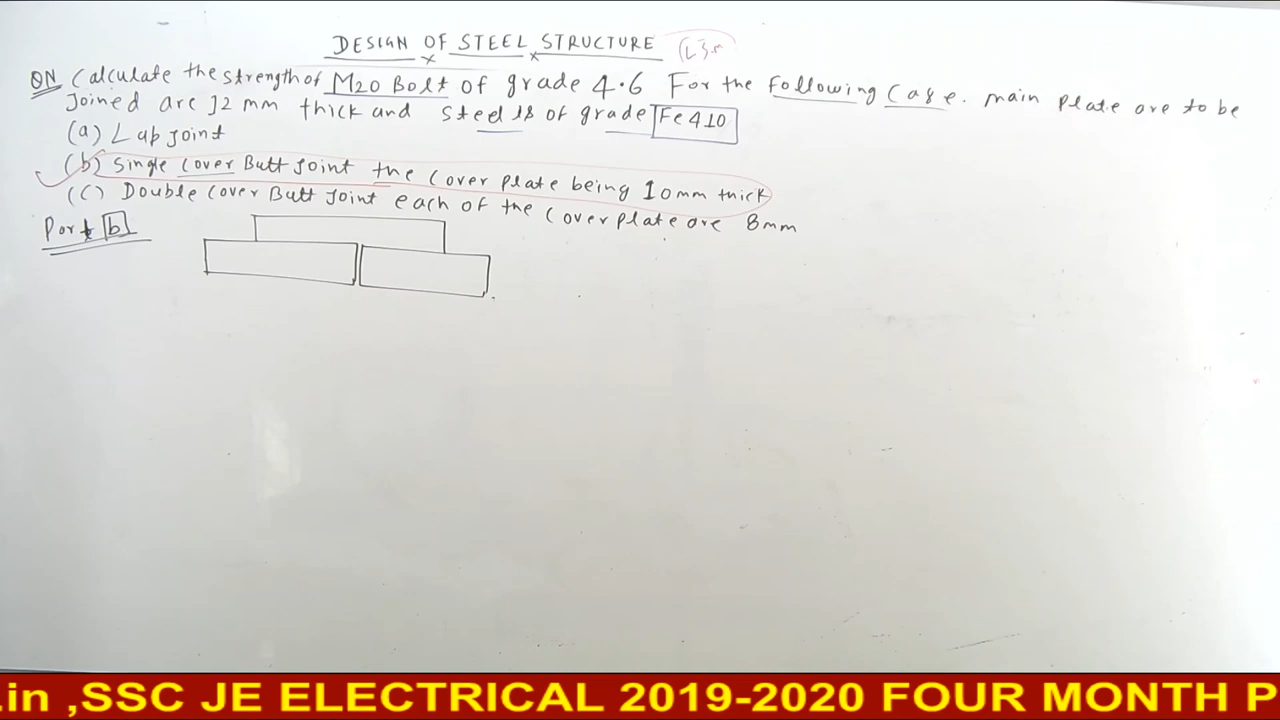 DESIGN OF STEEL STRUCTURE
QN Calculate the strength of M20 Bolt of grade 4.6 For the Following Case. main plate are to be
Joined are 12 mm thick and steel is of grade Fe 410
(a) Lap joint
(b) Single cover Butt Joint the cover plate being 10mm thick
(C) Double cover Butt Joint each of the cover plate are 8mm
Part b
.in ,SSC JE ELECTRICAL 2019-2020 FOUR MONTH P